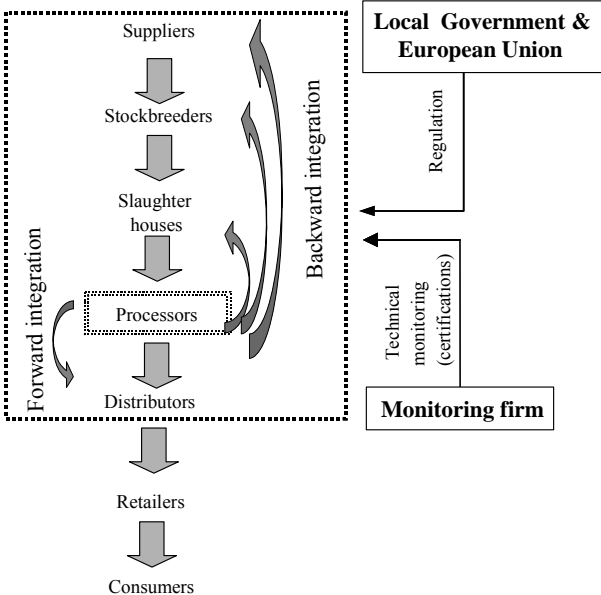 Suppliers
Stockbreeders
Slaughter
houses
Processors
Distributors
Retailers
Consumers
Forward integration
Backward integration
Local Government &
European Union
Regulation
Technical
monitoring
(certifications)
Monitoring firm